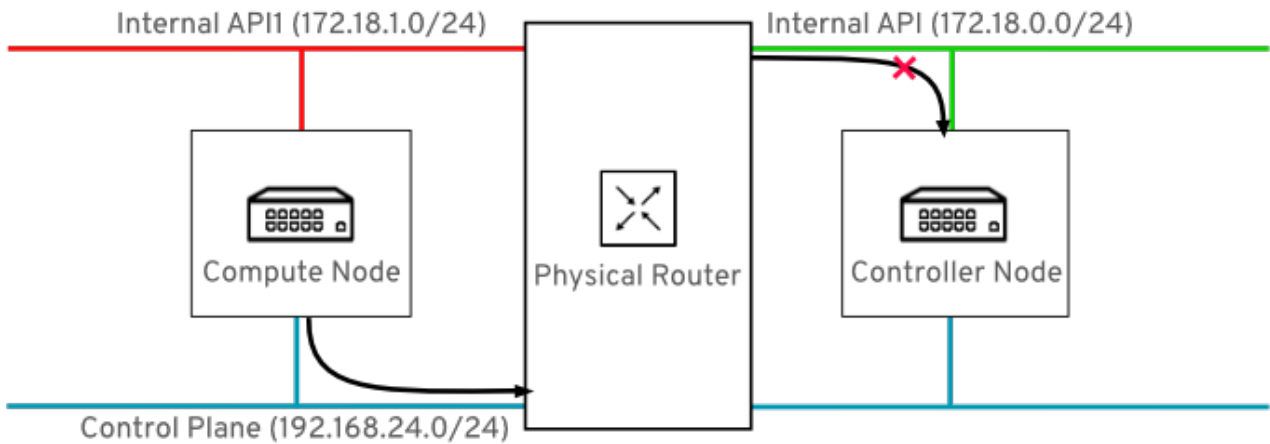 Internal API1 (172.18.1.0/24)
Internal API (172.18.0.0/24)
Compute Node
Physical Router
Controller Node
Control Plane (192.168.24.0/24)